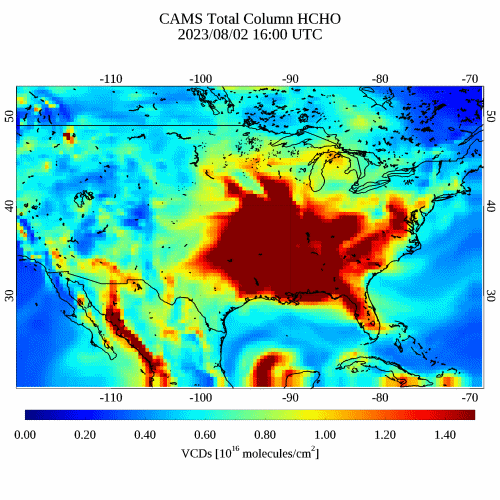 CAMS Total Column HCHO
2023/08/02 16:00 UTC
-110 -100 -90 -80 -70
50 50
40 40
30 30
-110 -100 -90 -80 -70
0.00 0.20 0.40 0.60 0.80 1.00 1.20 1.40
VCDs [10¹⁶ molecules/cm²]